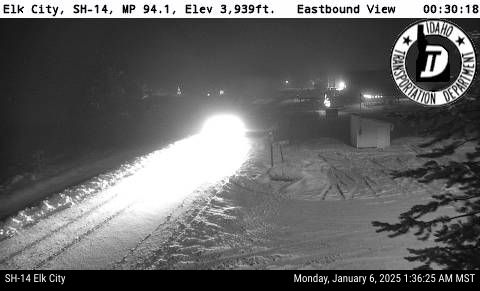 Elk City, SH-14, MP 94.1, Elev 3,939ft. Eastbound View 00:30:18
IDAHO
TRANSPORTATION DEPARTMENT
SH-14 Elk City Monday, January 6, 2025 1:36:25 AM MST